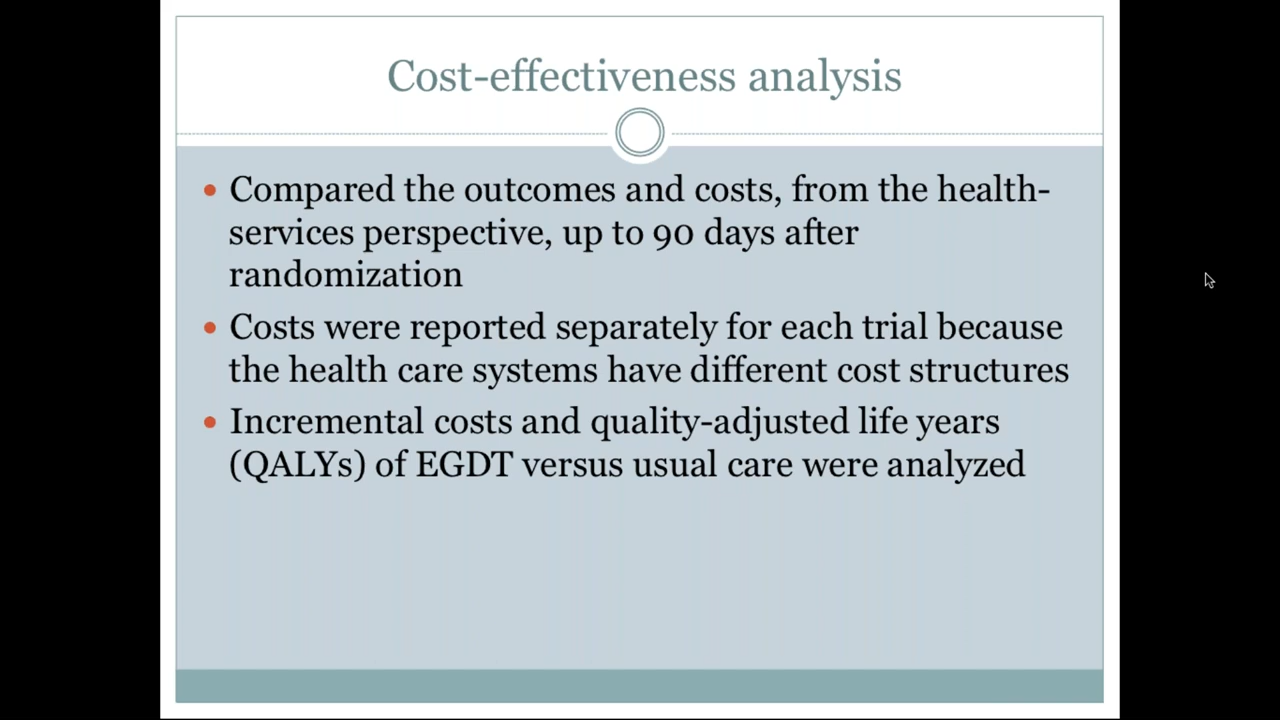 Cost-effectiveness analysis
• Compared the outcomes and costs, from the health-
services perspective, up to 90 days after
randomization
• Costs were reported separately for each trial because
the health care systems have different cost structures
• Incremental costs and quality-adjusted life years
(QALYs) of EGDT versus usual care were analyzed